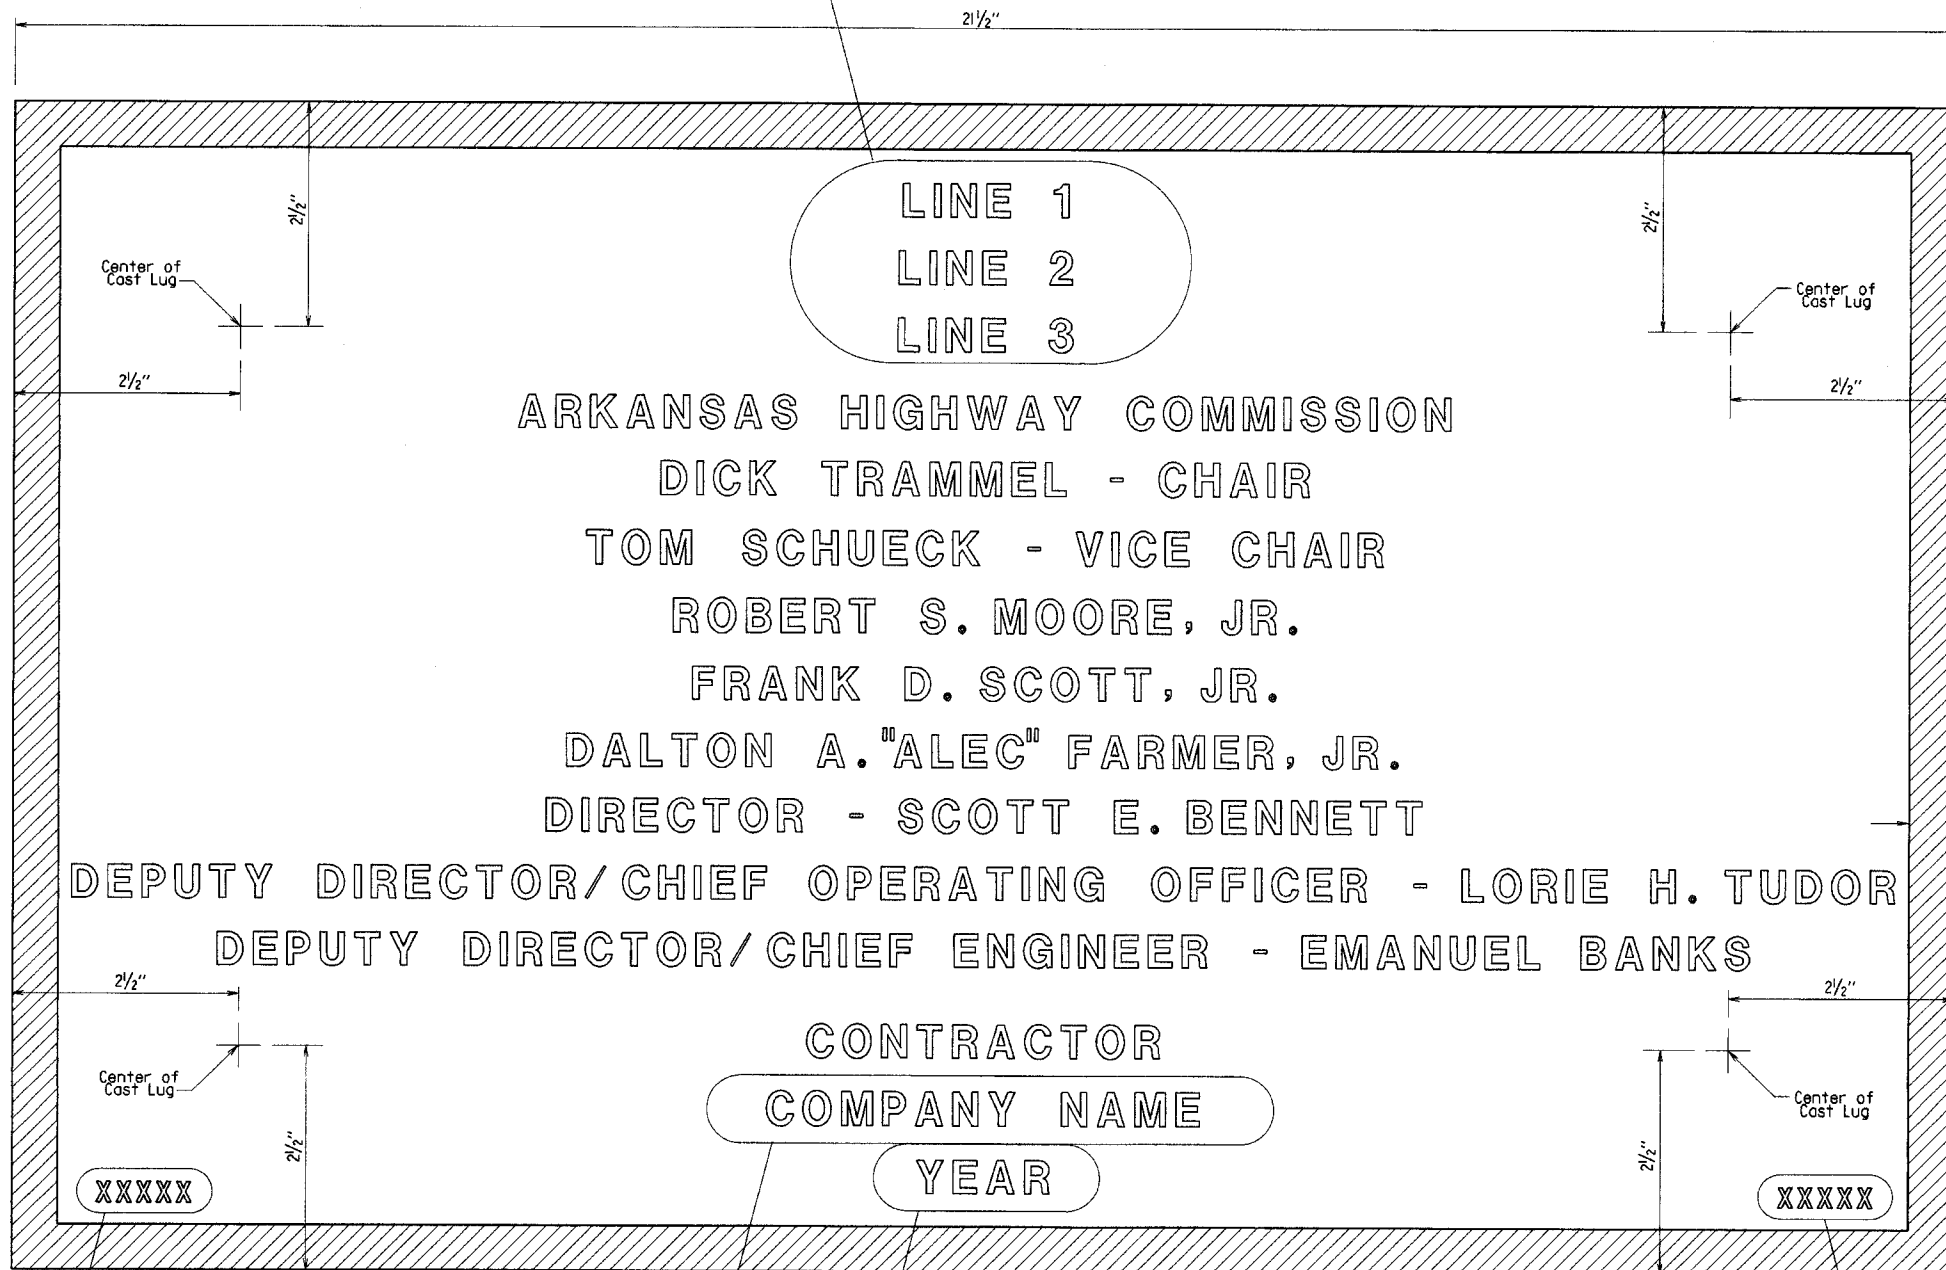 21½"
2½"
2½"
Center of
Cast Lug
Center of
Cast Lug
2½"
2½"
LINE 1
LINE 2
LINE 3
ARKANSAS HIGHWAY COMMISSION
DICK TRAMMEL - CHAIR
TOM SCHUECK - VICE CHAIR
ROBERT S. MOORE, JR.
FRANK D. SCOTT, JR.
DALTON A. "ALEC" FARMER, JR.
DIRECTOR - SCOTT E. BENNETT
DEPUTY DIRECTOR/CHIEF OPERATING OFFICER - LORIE H. TUDOR
DEPUTY DIRECTOR/CHIEF ENGINEER - EMANUEL BANKS
2½"
2½"
CONTRACTOR
Center of
Cast Lug
Center of
Cast Lug
COMPANY NAME
2½"
2½"
YEAR
XXXXX
XXXXX